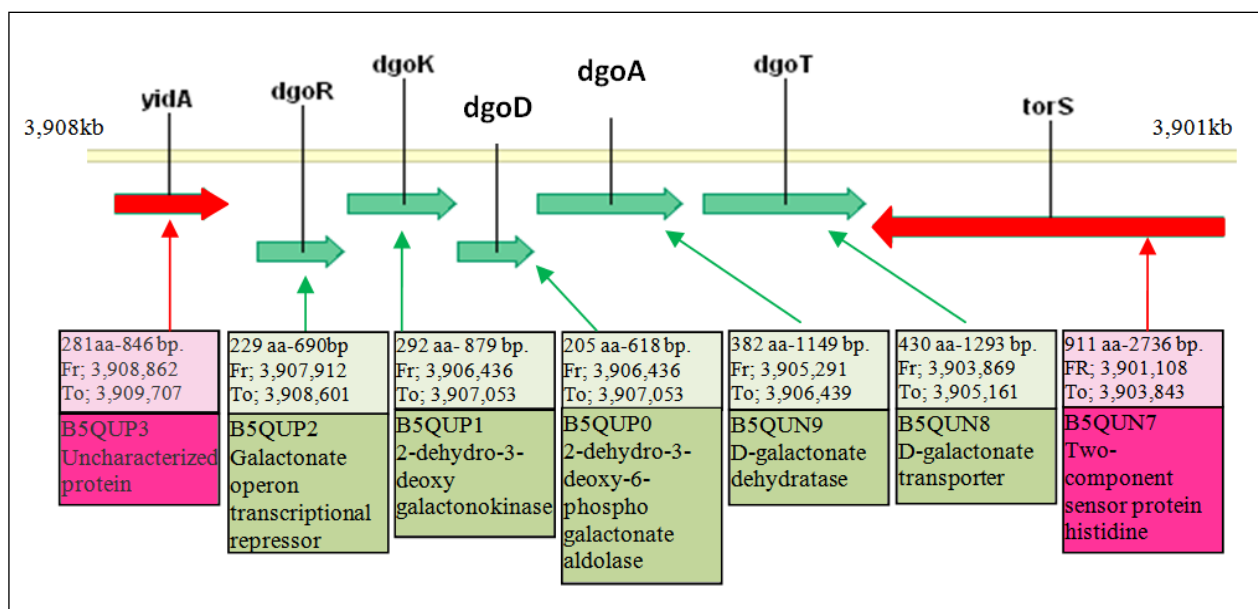 yidA
dgoR
dgoK
dgoD
dgoA
dgoT
torS
3,908kb
3,901kb
281aa-846 bp.
Fr; 3,908,862
To; 3,909,707
B5QUP3
Uncharacterized
protein
229 aa-690bp
Fr; 3,907,912
To; 3,908,601
B5QUP2
Galactonate
operon
transcriptional
repressor
292 aa- 879 bp.
Fr; 3,906,436
To; 3,907,053
B5QUP1
2-dehydro-3-
deoxy
galactonokinase
205 aa- 618 bp.
Fr; 3,906,436
To; 3,907,053
B5QUP0
2-dehydro-3-
deoxy-6-
phospho
galactonate
aldolase
382 aa-1149 bp.
Fr; 3,905,291
To; 3,906,439
B5QUN9
D-galactonate
dehydratase
430 aa- 1293 bp.
Fr; 3,903,869
To; 3,905,161
B5QUN8
D-galactonate
transporter
911 aa-2736 bp.
FR; 3,901,108
To; 3,903,843
B5QUN7
Two-
component
sensor protein
histidine